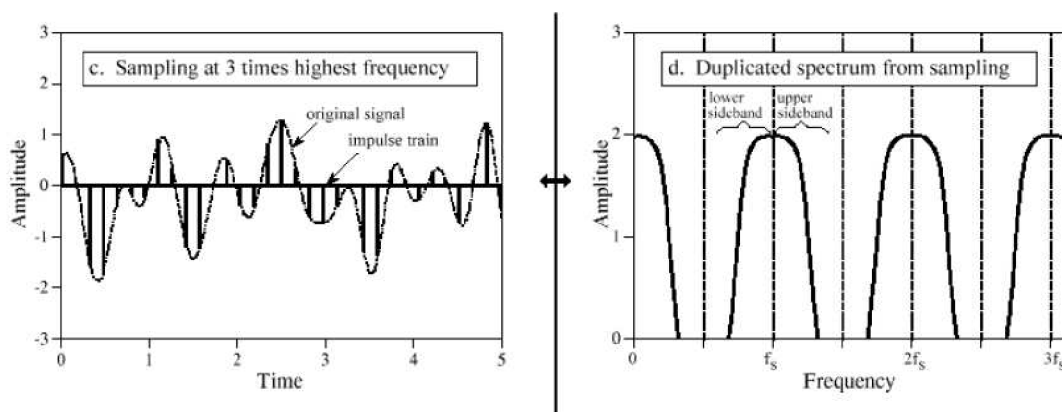 c. Sampling at 3 times highest frequency
original signal
impulse train
Amplitude
3
2
1
0
-1
-2
-3
0 1 2 3 4 5
Time
d. Duplicated spectrum from sampling
lower
sideband
upper
sideband
Amplitude
3
2
1
0
0 fs 2fs 3fs
Frequency